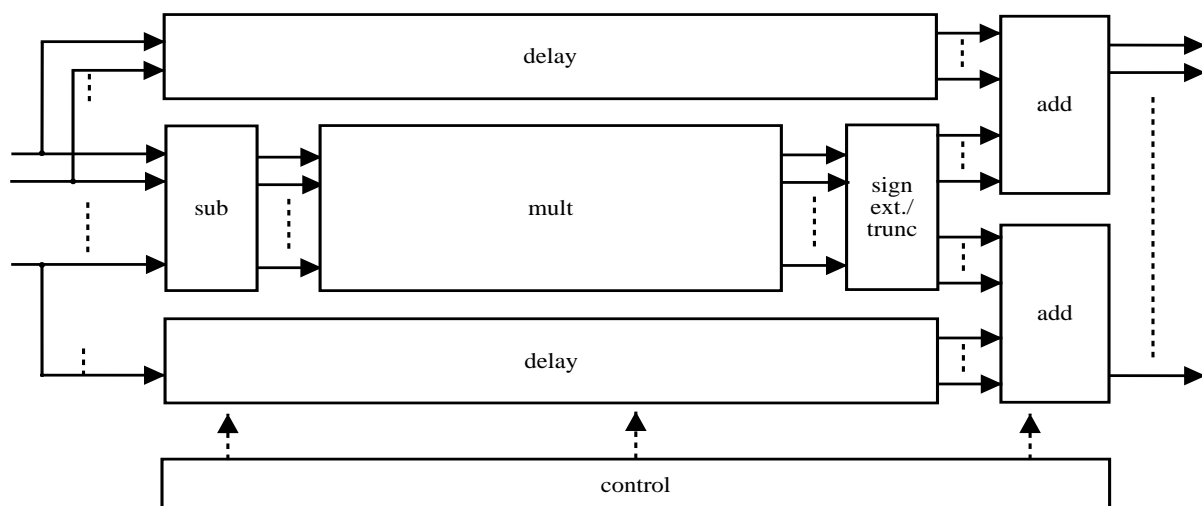 delay
add
sub
mult
sign
ext./
trunc
add
delay
control